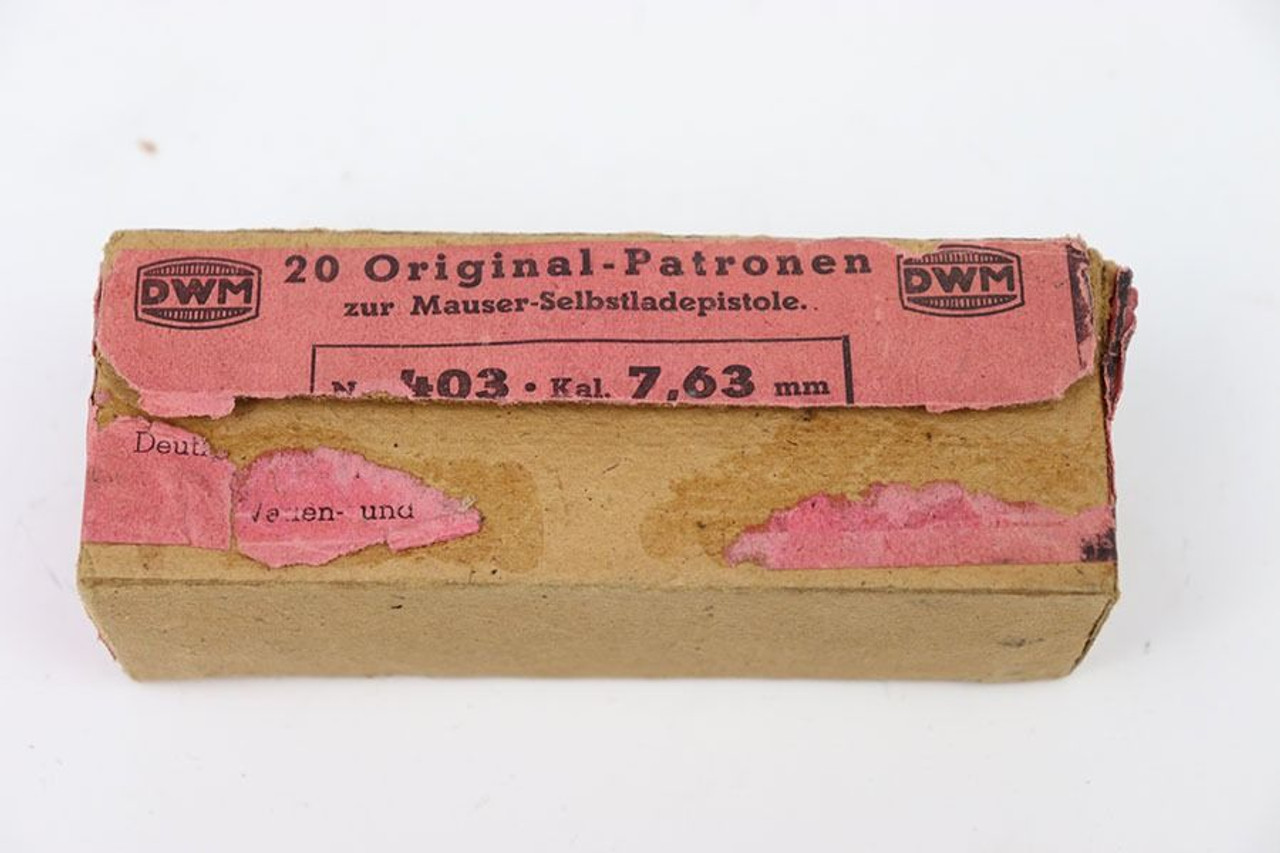 DWM
20 Original-Patronen
DWM
zur Mauser-Selbstladepistole.
403 • Kal. 7,63 mm
und